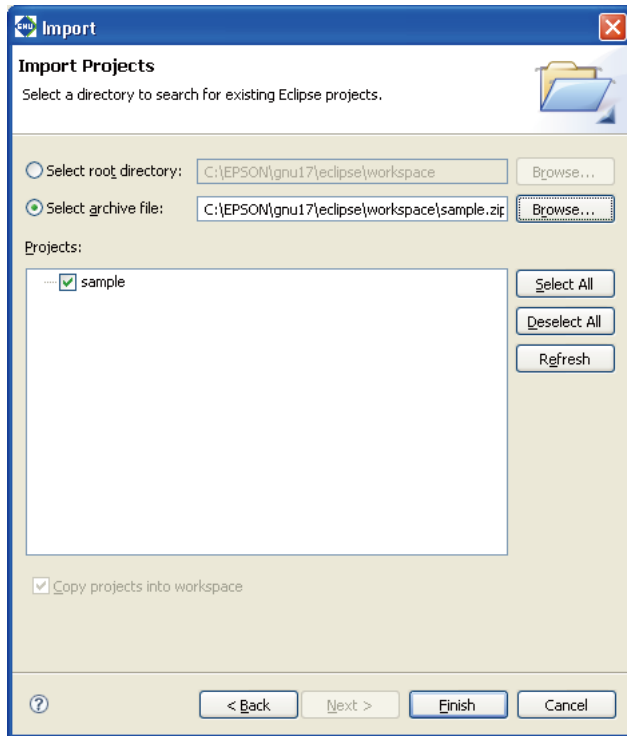 GNU Import
Import Projects
Select a directory to search for existing Eclipse projects.
Select root directory: C:\EPSON\gnu17\eclipse\workspace Browse...
Select archive file: C:\EPSON\gnu17\eclipse\workspace\sample.zip Browse...
Projects:
sample Select All
Deselect All
Refresh
Copy projects into workspace
? < Back Next > Finish Cancel